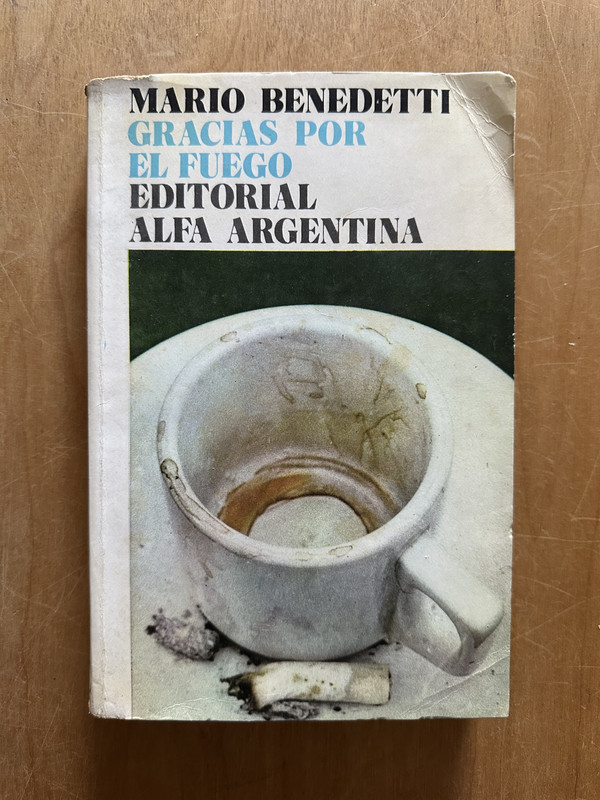 MARIO BENEDETTI
GRACIAS POR
EL FUEGO
EDITORIAL
ALFA ARGENTINA